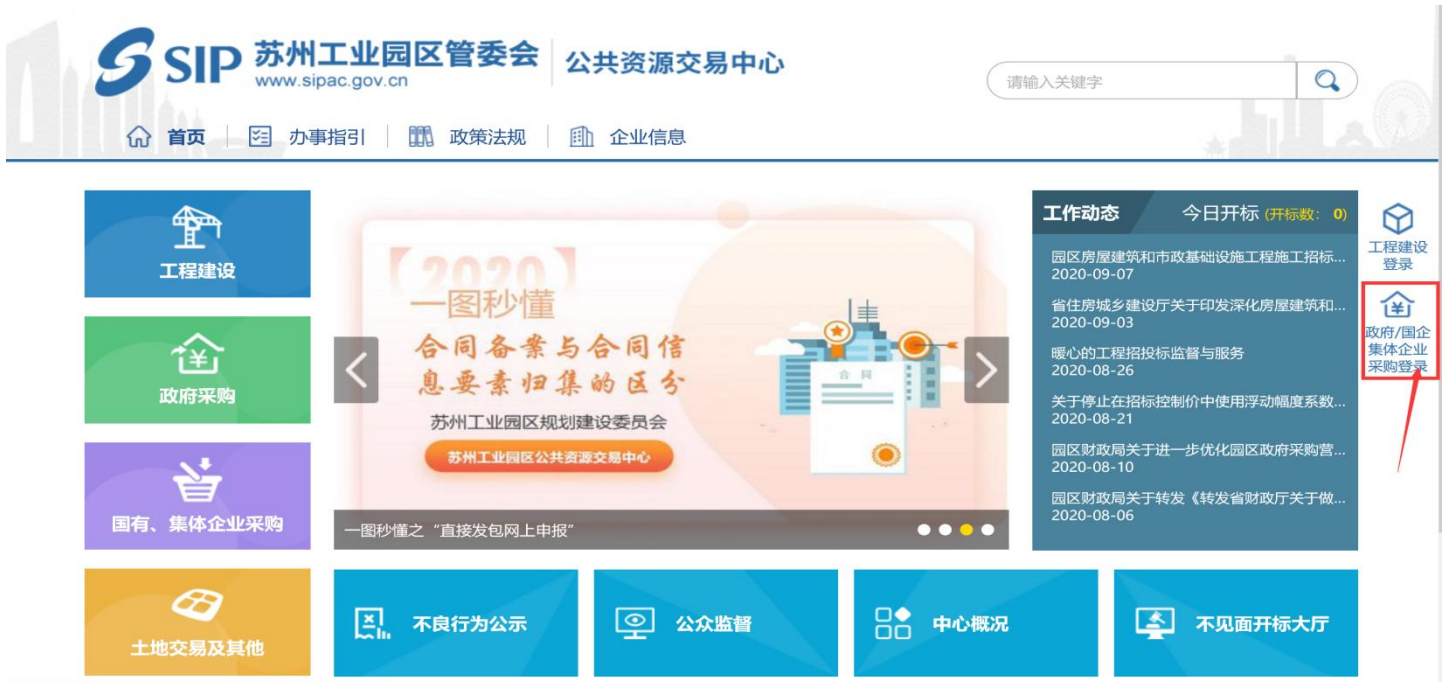 SIP 苏州工业园区管委会
www.sipac.gov.cn
公共资源交易中心
请输入关键字
首页 办事指引 政策法规 企业信息
工程建设
政府采购
国有、集体企业采购
土地交易及其他
【2020】
一图秒懂
合同备案与合同信
息要素归集的区分
苏州工业园区规划建设委员会
苏州工业园区公共资源交易中心
合同
一图秒懂之“直接发包网上申报”
工作动态 今日开标 (开标数: 0)
园区房屋建筑和市政基础设施工程施工招标...
2020-09-07
省住房城乡建设厅关于印发深化房屋建筑和...
2020-09-03
暖心的工程招投标监督与服务
2020-08-26
关于停止在招标控制价中使用浮动幅度系数...
2020-08-21
园区财政局关于进一步优化园区政府采购营...
2020-08-10
园区财政局关于转发《转发省财政厅关于做...
2020-08-06
工程建设
登录
政府/国企
集体企业
采购登录
不良行为公示
公众监督
中心概况
不见面开标大厅